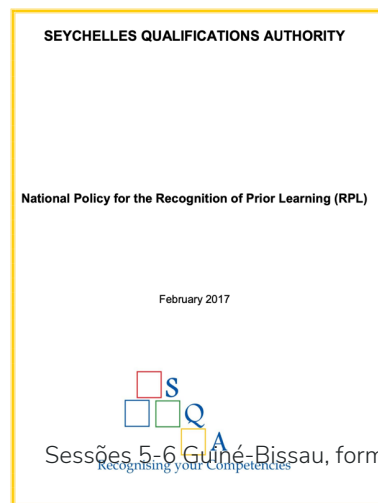 SEYCHELLES QUALIFICATIONS AUTHORITY
National Policy for the Recognition of Prior Learning (RPL)
February 2017
S
Q
A
Sessões 5-6 Guiné-Bissau, form
Recognising your Competencies